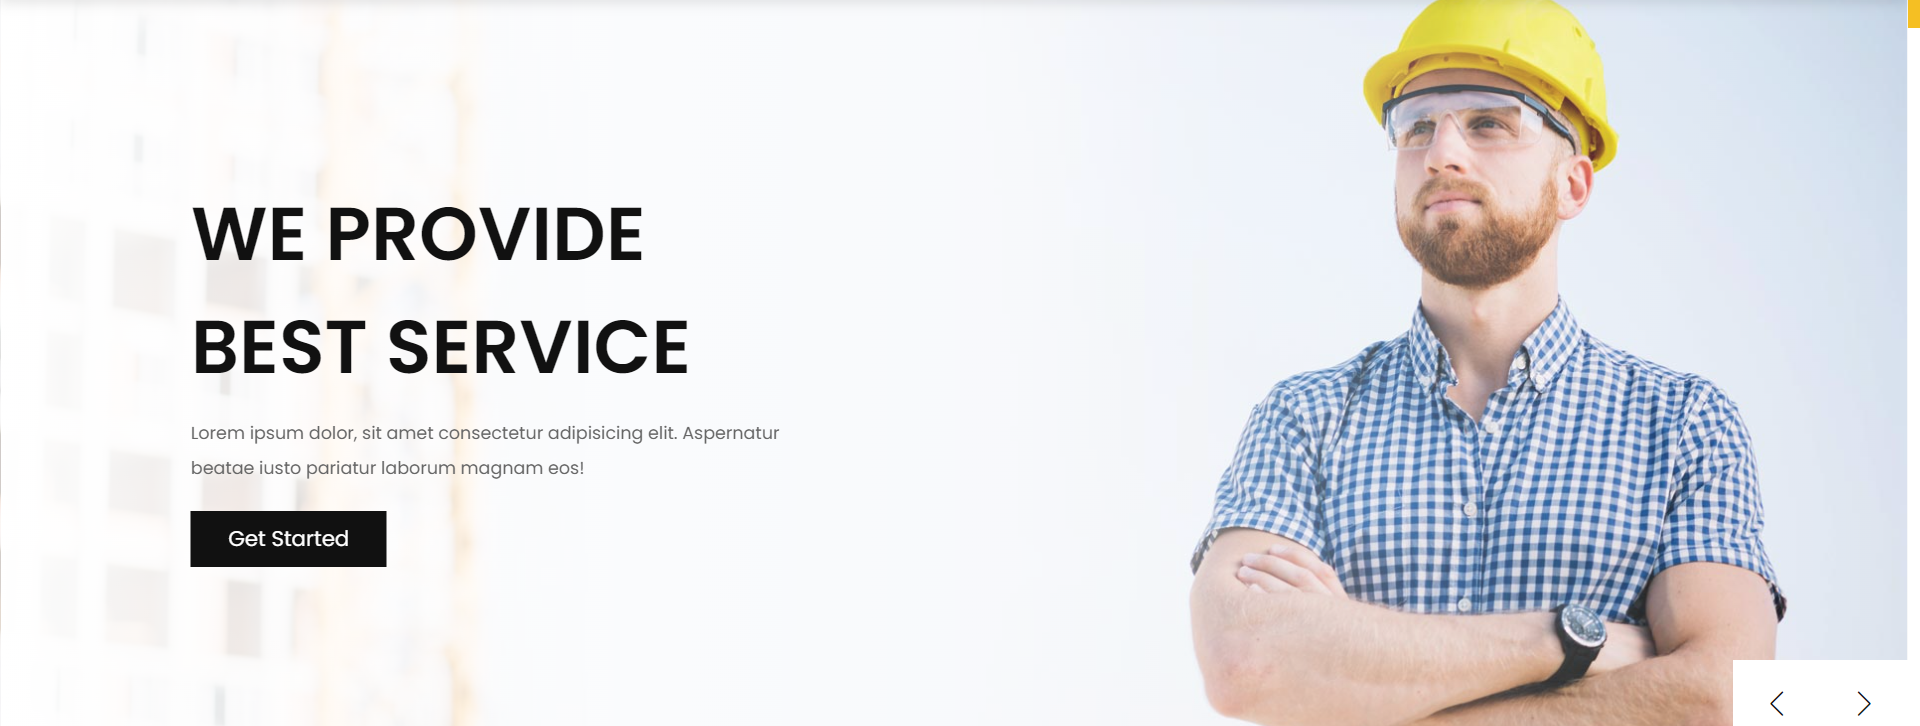 WE PROVIDE
BEST SERVICE
Lorem ipsum dolor, sit amet consectetur adipisicing elit. Aspernatur
beatae iusto pariatur laborum magnam eos!
Get Started